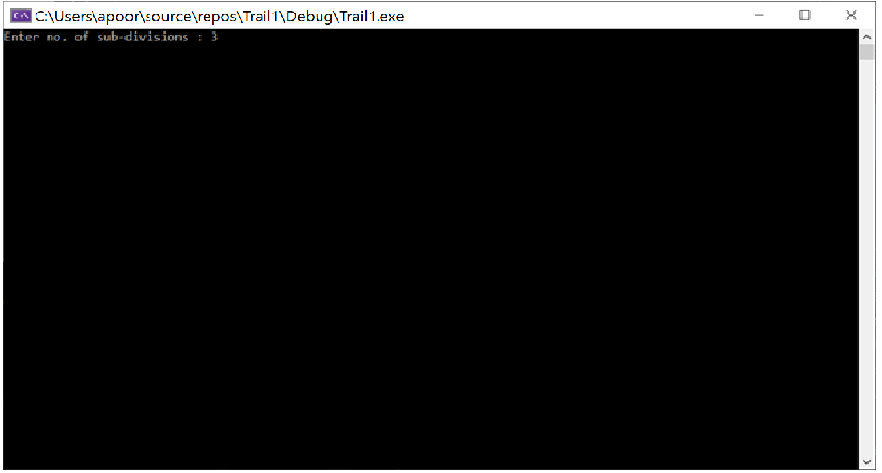 C:\Users\apoor\source\repos\Trail1\Debug\Trail1.exe
Enter no. of sub-divisions : 3